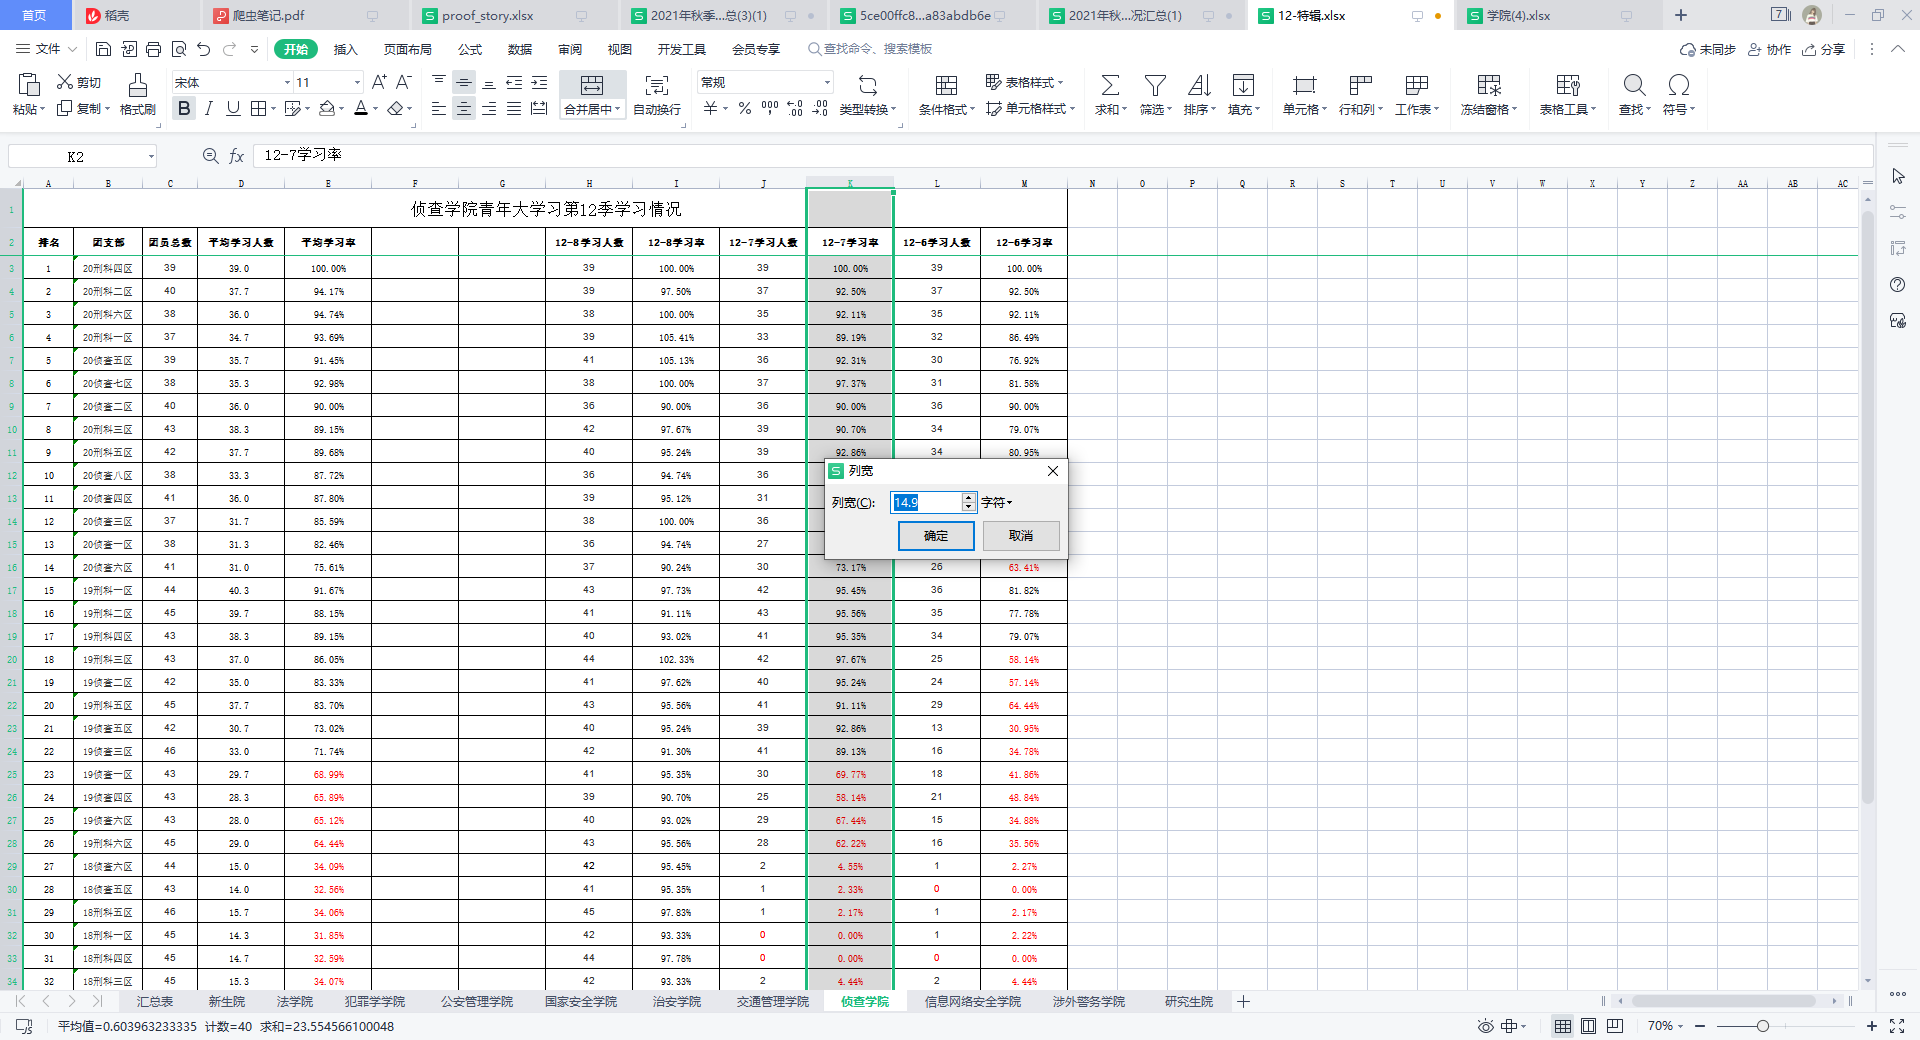 首页 稻壳 爬虫笔记.pdf proof_story.xlsx 2021年秋季...总(3)(1) 5ce00ffc8...a83abdb6e 2021年秋...况汇总(1) 12-特辑.xlsx 学院(4).xlsx
文件 开始 插入 页面布局 公式 数据 审阅 视图 开发工具 会员专享 查找命令、搜索模板 未同步 协作 分享
剪切 宋体 11 常规 表格样式
粘贴 复制 格式刷 B I U 合并居中 自动换行 类型转换 条件格式 单元格样式 求和 筛选 排序 填充 单元格 行和列 工作表 冻结窗格 表格工具 查找 符号
K2 fx 12-7学习率
A B C D E F G H I J K L M N O P Q R S T U V W X Y Z AA AB AC
1 侦查学院青年大学习第12季学习情况
2 排名 团支部 团员总数 平均学习人数 平均学习率 12-8学习人数 12-8学习率 12-7学习人数 12-7学习率 12-6学习人数 12-6学习率
3 1 20刑科四区 39 39.0 100.00% 39 100.00% 39 100.00% 39 100.00%
4 2 20刑科二区 40 37.7 94.17% 39 97.50% 37 92.50% 37 92.50%
5 3 20刑科六区 38 36.0 94.74% 38 100.00% 35 92.11% 35 92.11%
6 4 20刑科一区 37 34.7 93.69% 39 105.41% 33 89.19% 32 86.49%
7 5 20侦查五区 39 35.7 91.45% 41 105.13% 36 92.31% 30 76.92%
8 6 20侦查七区 38 35.3 92.98% 38 100.00% 37 97.37% 31 81.58%
9 7 20侦查二区 40 36.0 90.00% 36 90.00% 36 90.00% 36 90.00%
10 8 20刑科三区 43 38.3 89.15% 42 97.67% 39 90.70% 34 79.07%
11 9 20刑科五区 42 37.7 89.68% 40 95.24% 39 92.86% 34 80.95%
12 10 20侦查八区 38 33.3 87.72% 36 94.74% 36
13 11 20侦查四区 41 36.0 87.80% 39 95.12% 31
14 12 20侦查三区 37 31.7 85.59% 38 100.00% 36
15 13 20侦查一区 38 31.3 82.46% 36 94.74% 27
16 14 20侦查六区 41 31.0 75.61% 37 90.24% 30 73.17% 26 63.41%
17 15 19刑科一区 44 40.3 91.67% 43 97.73% 42 95.45% 36 81.82%
18 16 19刑科二区 45 39.7 88.15% 41 91.11% 43 95.56% 35 77.78%
19 17 19刑科四区 43 38.3 89.15% 40 93.02% 41 95.35% 34 79.07%
20 18 19刑科三区 43 37.0 86.05% 44 102.33% 42 97.67% 25 58.14%
21 19 19侦查二区 42 35.0 83.33% 41 97.62% 40 95.24% 24 57.14%
22 20 19刑科五区 45 37.7 83.70% 43 95.56% 41 91.11% 29 64.44%
23 21 19侦查五区 42 30.7 73.02% 40 95.24% 39 92.86% 13 30.95%
24 22 19侦查三区 46 33.0 71.74% 42 91.30% 41 89.13% 16 34.78%
25 23 19侦查一区 43 29.7 68.99% 41 95.35% 30 69.77% 18 41.86%
26 24 19侦查四区 43 28.3 65.89% 39 90.70% 25 58.14% 21 48.84%
27 25 19侦查六区 43 28.0 65.12% 40 93.02% 29 67.44% 15 34.88%
28 26 19刑科六区 45 29.0 64.44% 43 95.56% 28 62.22% 16 35.56%
29 27 18侦查六区 44 15.0 34.09% 42 95.45% 2 4.55% 1 2.27%
30 28 18侦查五区 43 14.0 32.56% 41 95.35% 1 2.33% 0 0.00%
31 29 18刑科五区 46 15.7 34.06% 45 97.83% 1 2.17% 1 2.17%
32 30 18刑科一区 45 14.3 31.85% 42 93.33% 0 0.00% 1 2.22%
33 31 18刑科四区 45 14.7 32.59% 44 97.78% 0 0.00% 0 0.00%
34 32 18刑科三区 45 15.3 34.07% 42 93.33% 2 4.44% 2 4.44%
列宽
列宽(C): 14.9 字符
确定 取消
汇总表 新生院 法学院 犯罪学学院 公安管理学院 国家安全学院 治安学院 交通管理学院 侦查学院 信息网络安全学院 涉外警务学院 研究生院
平均值=0.603963233335 计数=40 求和=23.554566100048 70%